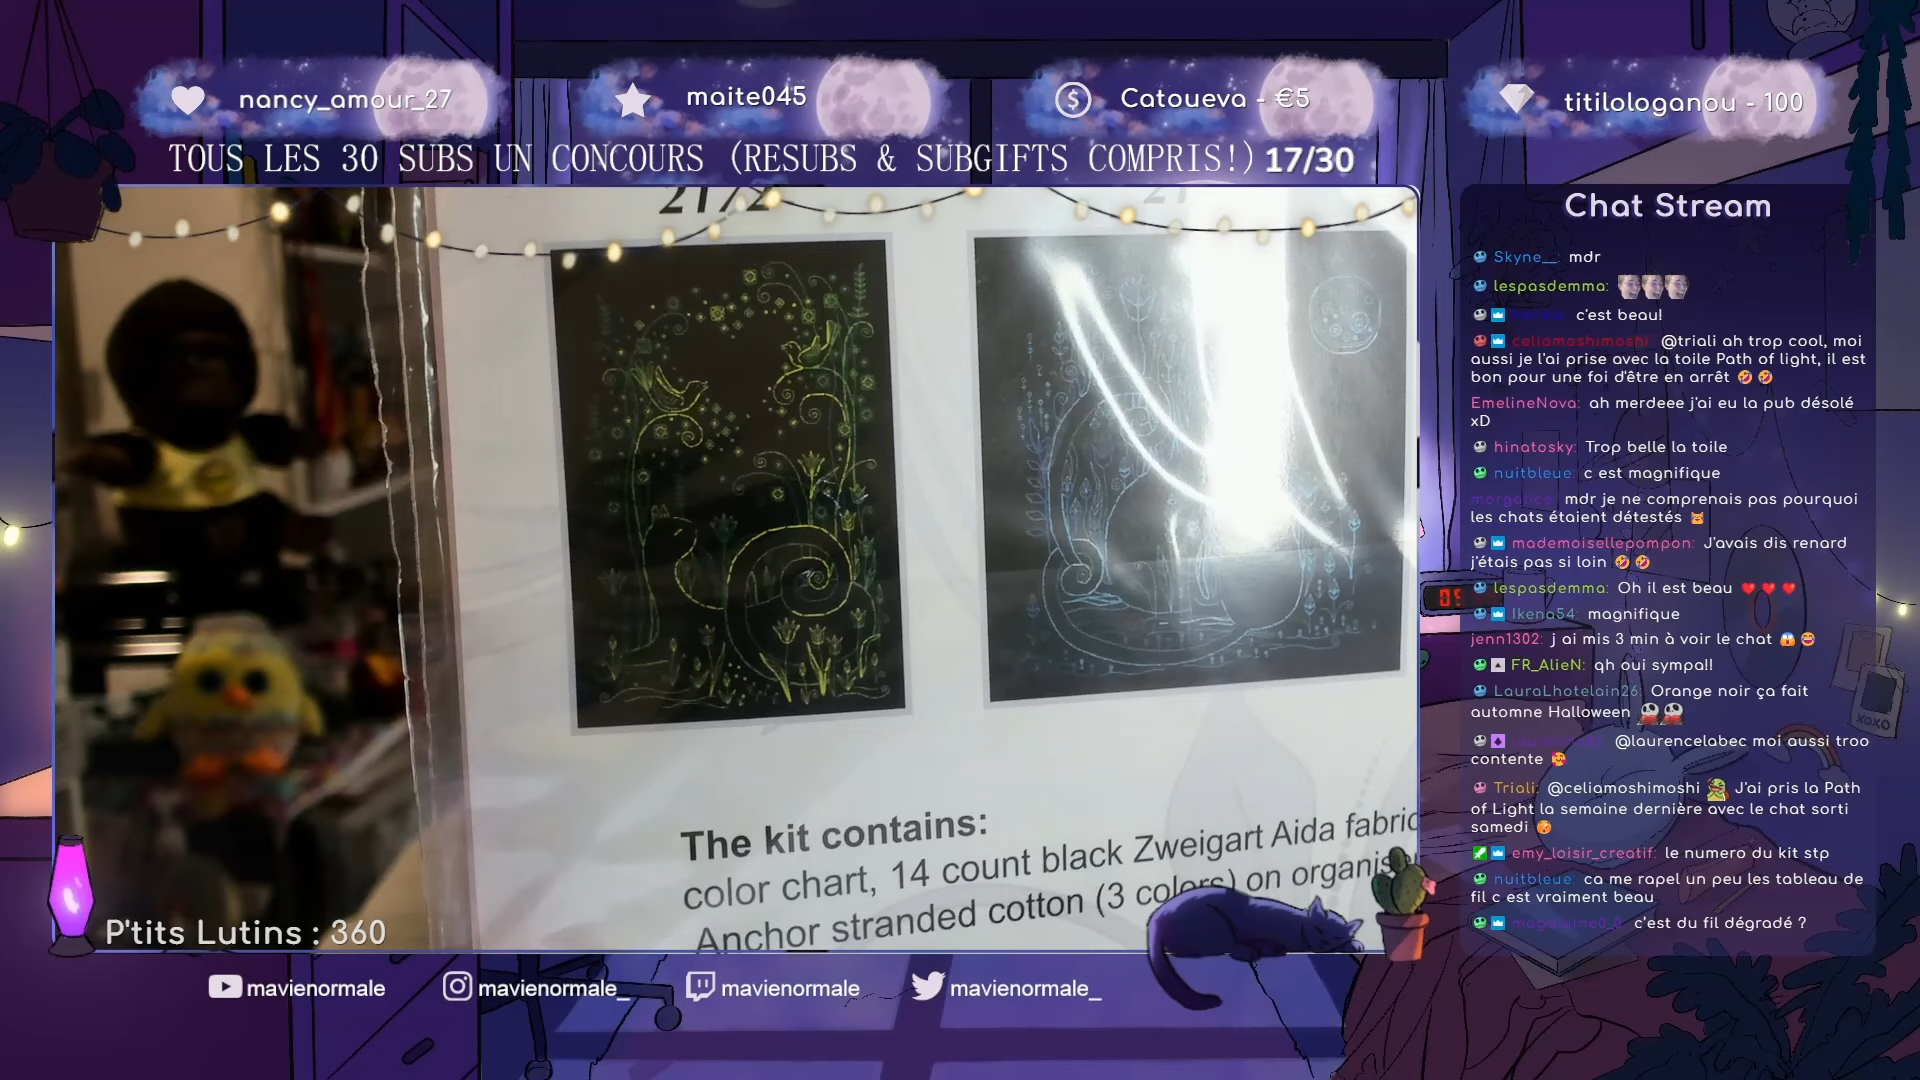 nancy_amour_27
maite045
Catoueva - €5
titilologanou - 100
TOUS LES 30 SUBS UN CONCOURS (RESUBS & SUBGIFTS COMPRIS!) 17/30
Chat Stream
Skyne__: mdr
lespasdemma:
c'est beau!
celiamoshimoshi: @triali ah trop cool, moi
aussi je l'ai prise avec la toile Path of light, il est
bon pour une foi d'être en arrêt
EmelineNova: ah merdeee j'ai eu la pub désolé
xD
hinatosky: Trop belle la toile
nuitbleue: c est magnifique
mdr je ne comprenais pas pourquoi
les chats étaient détestés
mademoisellepompon: J'avais dis renard
j'étais pas si loin
lespasdemma: Oh il est beau
Ikena54: magnifique
jenn1302: j ai mis 3 min à voir le chat
FR_AlieN: qh oui sympa!!
LauraLhotelain26: Orange noir ça fait
automne Halloween
@laurencelabec moi aussi troo
contente
Triali: @celiamoshimoshi J'ai pris la Path
of Light la semaine dernière avec le chat sorti
samedi
emy_loisir_creatif: le numero du kit stp
nuitbleue: ca me rapel un peu les tableau de
fil c est vraiment beau
c'est du fil dégradé ?
XOXO
The kit contains:
color chart, 14 count black Zweigart Aida fabric
Anchor stranded cotton (3 colors) on
P'tits Lutins : 360
mavienormale
mavienormale_
mavienormale
mavienormale_